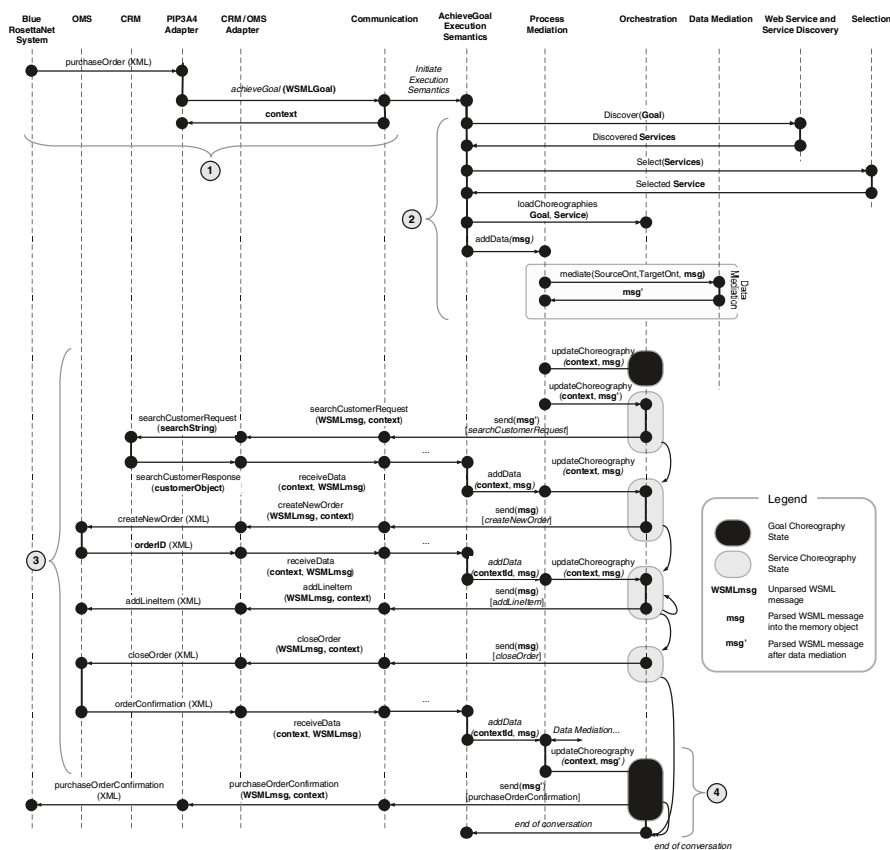 Blue RosettaNet System
OMS
CRM
PIP3A4 Adapter
CRM/OMS Adapter
Communication
AchieveGoal Execution Semantics
Process Mediation
Orchestration
Data Mediation
Web Service and Service Discovery
Selection
purchaseOrder (XML)
achieveGoal (WSMLGoal)
Initiate
Execution
Semantics
context
Discover(Goal)
Discovered Services
1
Select(Services)
Selected Service
2
loadChoreographies
Goal, Service)
addData(msg)
mediate(SourceOnt,TargetOnt, msg)
msg'
Data
Mediation
updateChoreography
(context, msg)
updateChoreography
(context, msg')
searchCustomerRequest
(searchString)
searchCustomerRequest
(WSMLmsg, context)
send(msg')
[searchCustomerRequest]
searchCustomerResponse
(customerObject)
receiveData
(context, WSMLmsg)
...
addData
(context, msg)
updateChoreography
(context, msg)
createNewOrder (XML)
createNewOrder
(WSMLmsg, context)
send(msg)
[createNewOrder]
3
orderID (XML)
receiveData
(context, WSMLmsg)
...
addData
(contextId, msg)
updateChoreography
(context, msg)
addLineItem (XML)
addLineItem
(WSMLmsg, context)
send(msg)
[addLineItem]
closeOrder (XML)
closeOrder
(WSMLmsg, context)
send(msg)
[closeOrder]
orderConfirmation (XML)
receiveData
(context, WSMLmsg)
...
addData
(contextId, msg)
Data Mediation...
updateChoreography
(context, msg')
purchaseOrderConfirmation
(XML)
purchaseOrderConfirmation
(WSMLmsg, context)
send(msg')
[purchaseOrderConfirmation]
4
end of conversation
end of conversation
Legend
Goal Choreography
State
Service Choreography
State
WSMLmsg
Unparsed WSML
message
msg
Parsed WSML message
into the memory object
msg'
Parsed WSML message
after data mediation